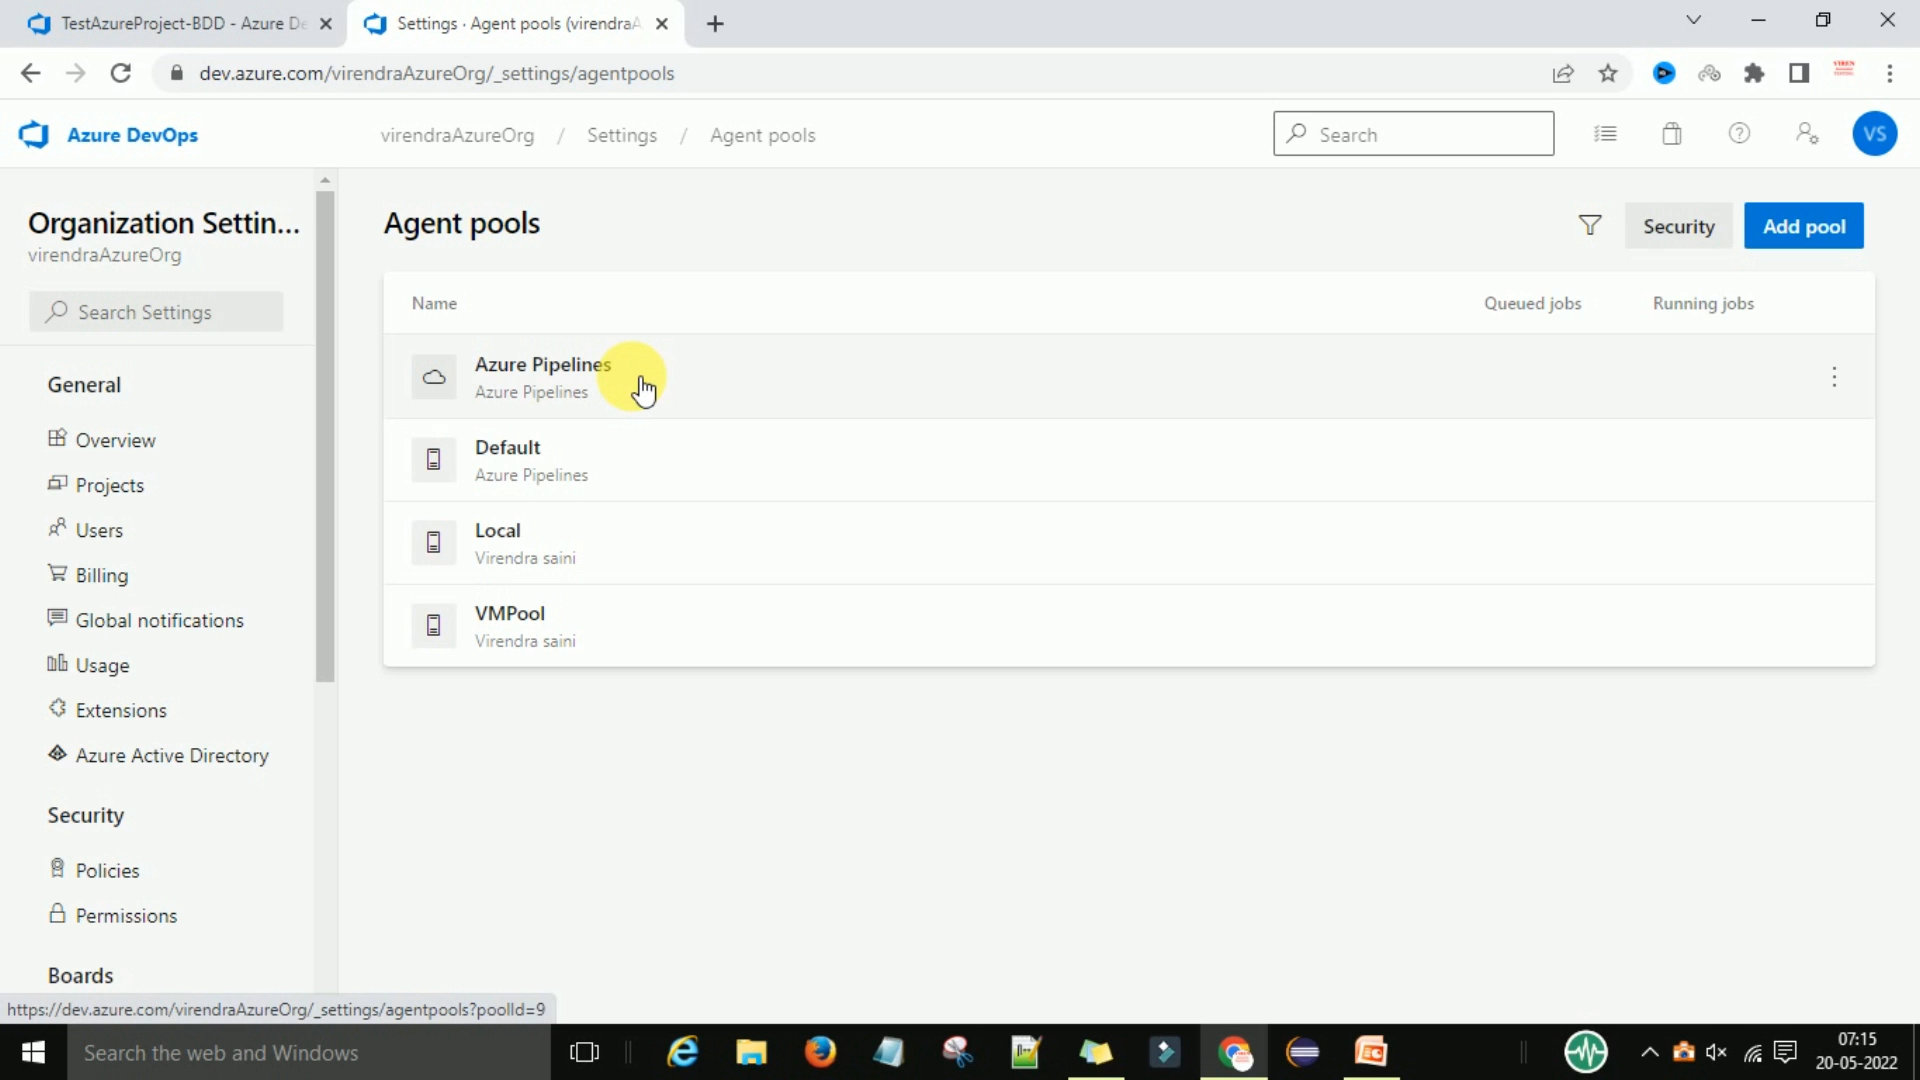 TestAzureProject-BDD - Azure De
Settings · Agent pools (virendraA
dev.azure.com/virendraAzureOrg/_settings/agentpools
Azure DevOps
virendraAzureOrg / Settings / Agent pools
Search
VS
Organization Settin...
virendraAzureOrg
Search Settings
General
Overview
Projects
Users
Billing
Global notifications
Usage
Extensions
Azure Active Directory
Security
Policies
Permissions
Boards
Agent pools
Security
Add pool
Name
Queued jobs
Running jobs
Azure Pipelines
Azure Pipelines
Default
Azure Pipelines
Local
Virendra saini
VMPool
Virendra saini
https://dev.azure.com/virendraAzureOrg/_settings/agentpools?poolId=9
Search the web and Windows
07:15
20-05-2022